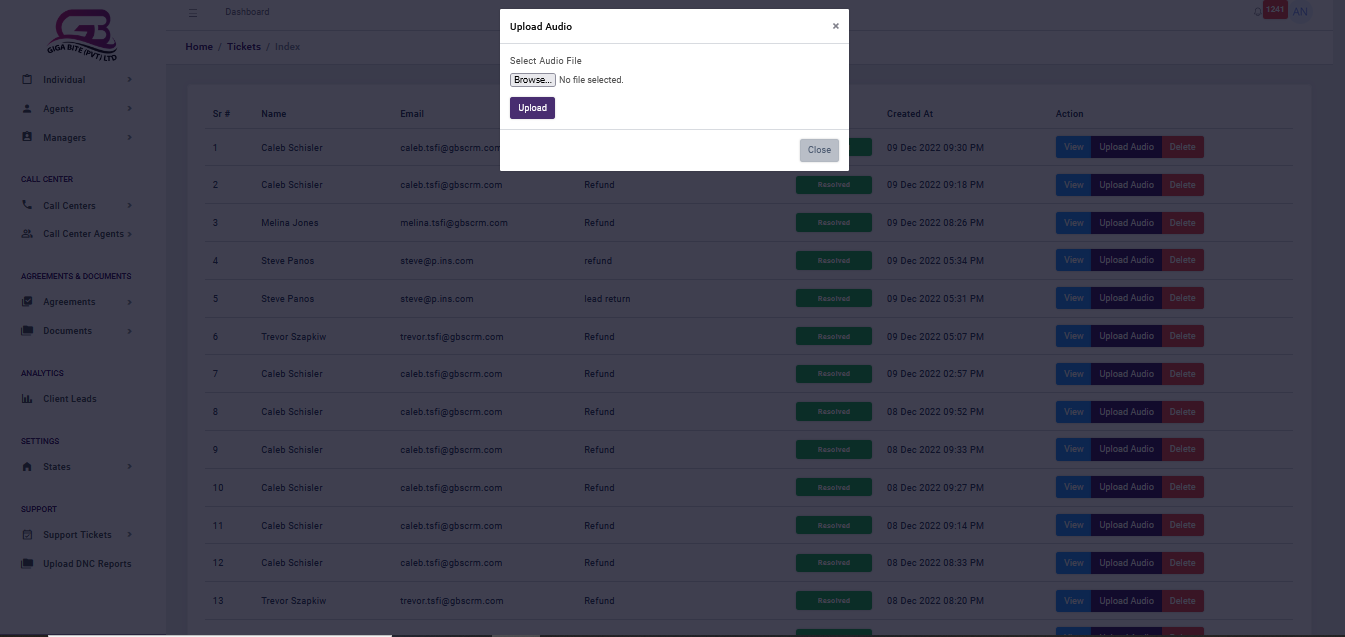 GB
GIGA BITE (PVT) LTD
Dashboard
1241 AN
Home / Tickets / Index
Upload Audio ×
Select Audio File
Browse... No file selected.
Upload
Close
Individual
Agents
Managers
CALL CENTER
Call Centers
Call Center Agents
AGREEMENTS & DOCUMENTS
Agreements
Documents
ANALYTICS
Client Leads
SETTINGS
States
SUPPORT
Support Tickets
Upload DNC Reports
Sr # Name Email Created At Action
1 Caleb Schisler caleb.tsfi@gbscrm.com 09 Dec 2022 09:30 PM View Upload Audio Delete
2 Caleb Schisler caleb.tsfi@gbscrm.com Refund Resolved 09 Dec 2022 09:18 PM View Upload Audio Delete
3 Melina Jones melina.tsfi@gbscrm.com Refund Resolved 09 Dec 2022 08:26 PM View Upload Audio Delete
4 Steve Panos steve@p.ins.com refund Resolved 09 Dec 2022 05:34 PM View Upload Audio Delete
5 Steve Panos steve@p.ins.com lead return Resolved 09 Dec 2022 05:31 PM View Upload Audio Delete
6 Trevor Szapkiw trevor.tsfi@gbscrm.com Refund Resolved 09 Dec 2022 05:07 PM View Upload Audio Delete
7 Caleb Schisler caleb.tsfi@gbscrm.com Refund Resolved 09 Dec 2022 02:57 PM View Upload Audio Delete
8 Caleb Schisler caleb.tsfi@gbscrm.com Refund Resolved 08 Dec 2022 09:52 PM View Upload Audio Delete
9 Caleb Schisler caleb.tsfi@gbscrm.com Refund Resolved 08 Dec 2022 09:33 PM View Upload Audio Delete
10 Caleb Schisler caleb.tsfi@gbscrm.com Refund Resolved 08 Dec 2022 09:27 PM View Upload Audio Delete
11 Caleb Schisler caleb.tsfi@gbscrm.com Refund Resolved 08 Dec 2022 09:14 PM View Upload Audio Delete
12 Caleb Schisler caleb.tsfi@gbscrm.com Refund Resolved 08 Dec 2022 08:33 PM View Upload Audio Delete
13 Trevor Szapkiw trevor.tsfi@gbscrm.com Refund Resolved 08 Dec 2022 08:20 PM View Upload Audio Delete